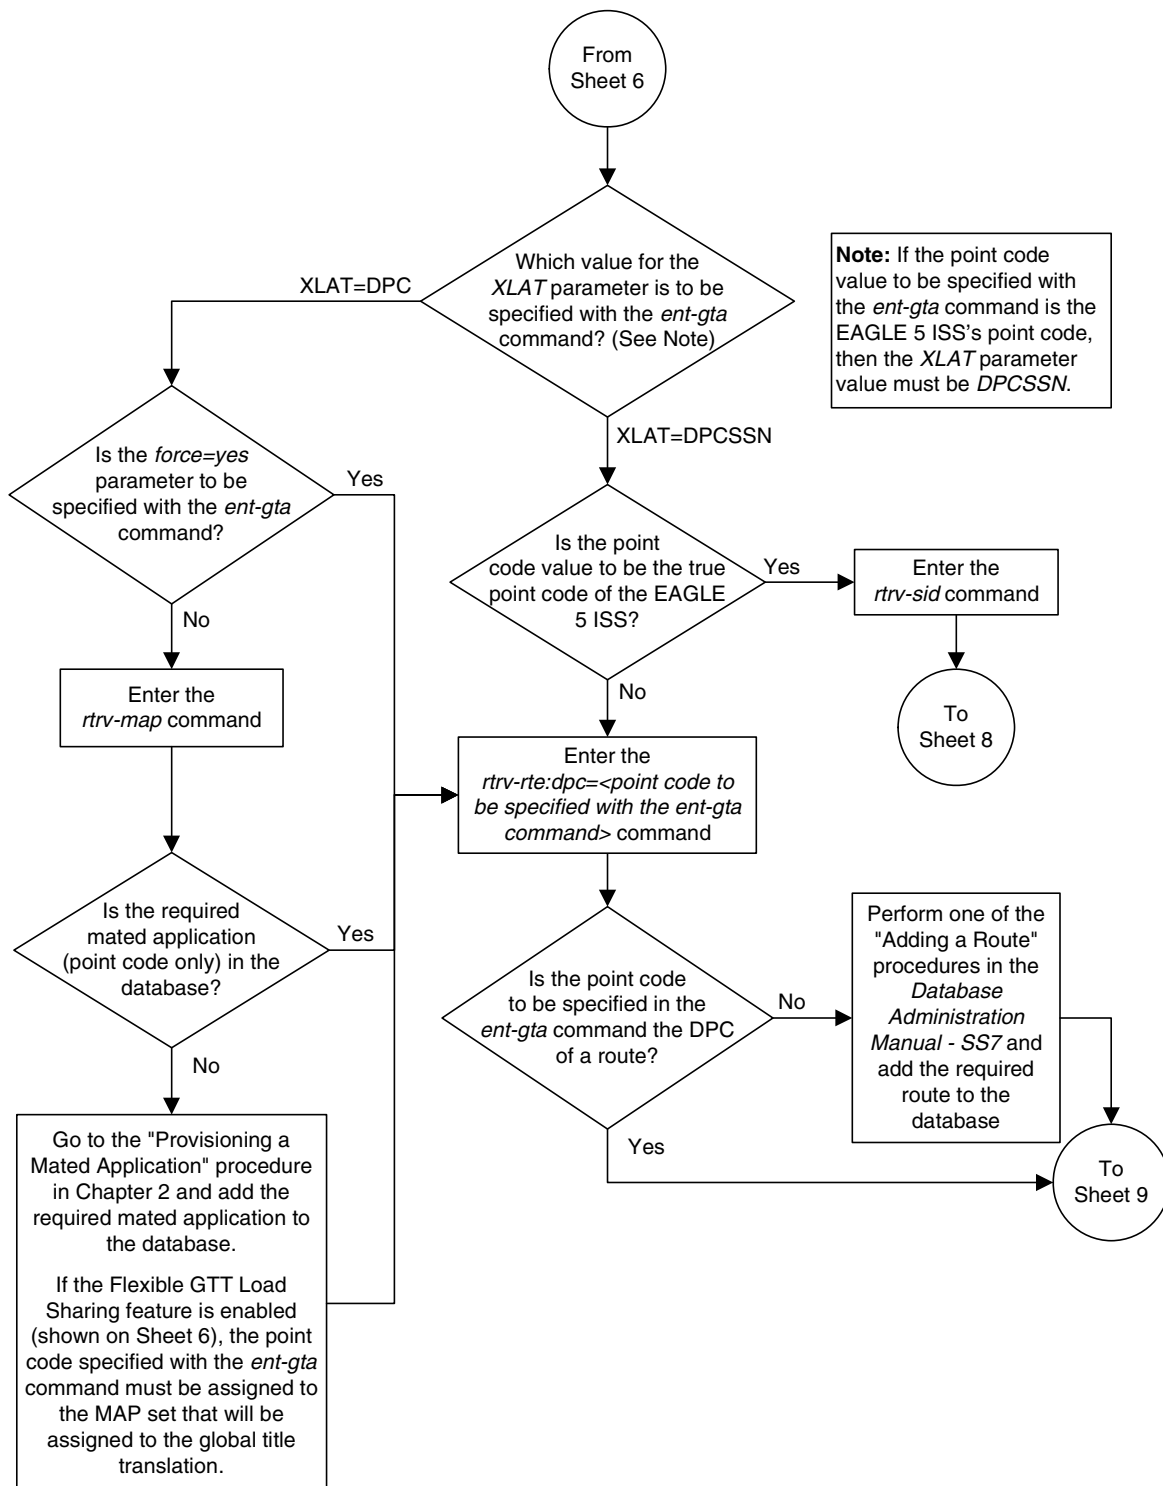 From
Sheet 6
Which value for the
XLAT parameter is to be
specified with the ent-gta
command? (See Note)
Note: If the point code
value to be specified with
the ent-gta command is the
EAGLE 5 ISS's point code,
then the XLAT parameter
value must be DPCSSN.
XLAT=DPC
XLAT=DPCSSN
Is the force=yes
parameter to be
specified with the ent-gta
command?
Yes
No
Is the point
code value to be the true
point code of the EAGLE
5 ISS?
Yes
No
Enter the
rtrv-sid command
To
Sheet 8
Enter the
rtrv-map command
Enter the
rtrv-rte:dpc=<point code to
be specified with the ent-gta
command> command
Is the required
mated application
(point code only) in the
database?
Yes
No
Is the point code
to be specified in the
ent-gta command the DPC
of a route?
No
Yes
Perform one of the
"Adding a Route"
procedures in the
Database
Administration
Manual - SS7 and
add the required
route to the
database
To
Sheet 9
Go to the "Provisioning a
Mated Application" procedure
in Chapter 2 and add the
required mated application to
the database.
If the Flexible GTT Load
Sharing feature is enabled
(shown on Sheet 6), the point
code specified with the ent-gta
command must be assigned to
the MAP set that will be
assigned to the global title
translation.